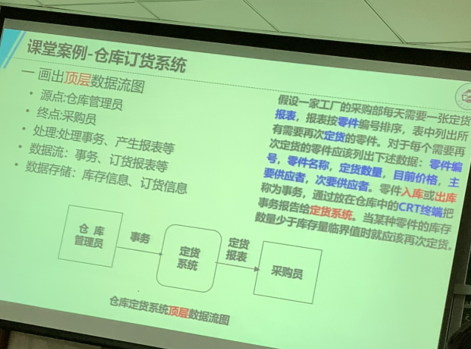 课堂案例-仓库订货系统
一 画出顶层数据流图
• 源点:仓库管理员
• 终点:采购员
• 处理:处理事务、产生报表等
• 数据流:事务、订货报表等
• 数据存储:库存信息、订货信息
假设一家工厂的采购部每天需要一张定货
报表,报表按零件编号排序,表中列出所
有需要再次定货的零件。对于每个需要再
次定货的零件应该列出下述数据:零件编
号,零件名称,定货数量,目前价格,主
要供应者,次要供应者。零件入库或出库
称为事务,通过放在仓库中的CRT终端把
事务报告给定货系统。当某种零件的库存
数量少于库存量临界值时就应该再次定货。
仓 库
管理员
事务
定货
系统
定货
报表
采购员
仓库定货系统顶层数据流图